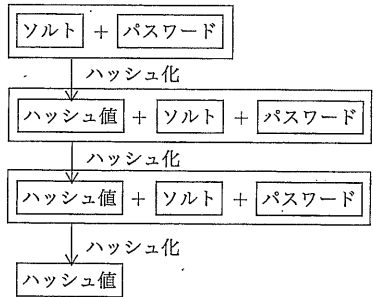 ソルト + パスワード
ハッシュ化
ハッシュ値 + ソルト + パスワード
ハッシュ化
ハッシュ値 + ソルト + パスワード
ハッシュ化
ハッシュ値